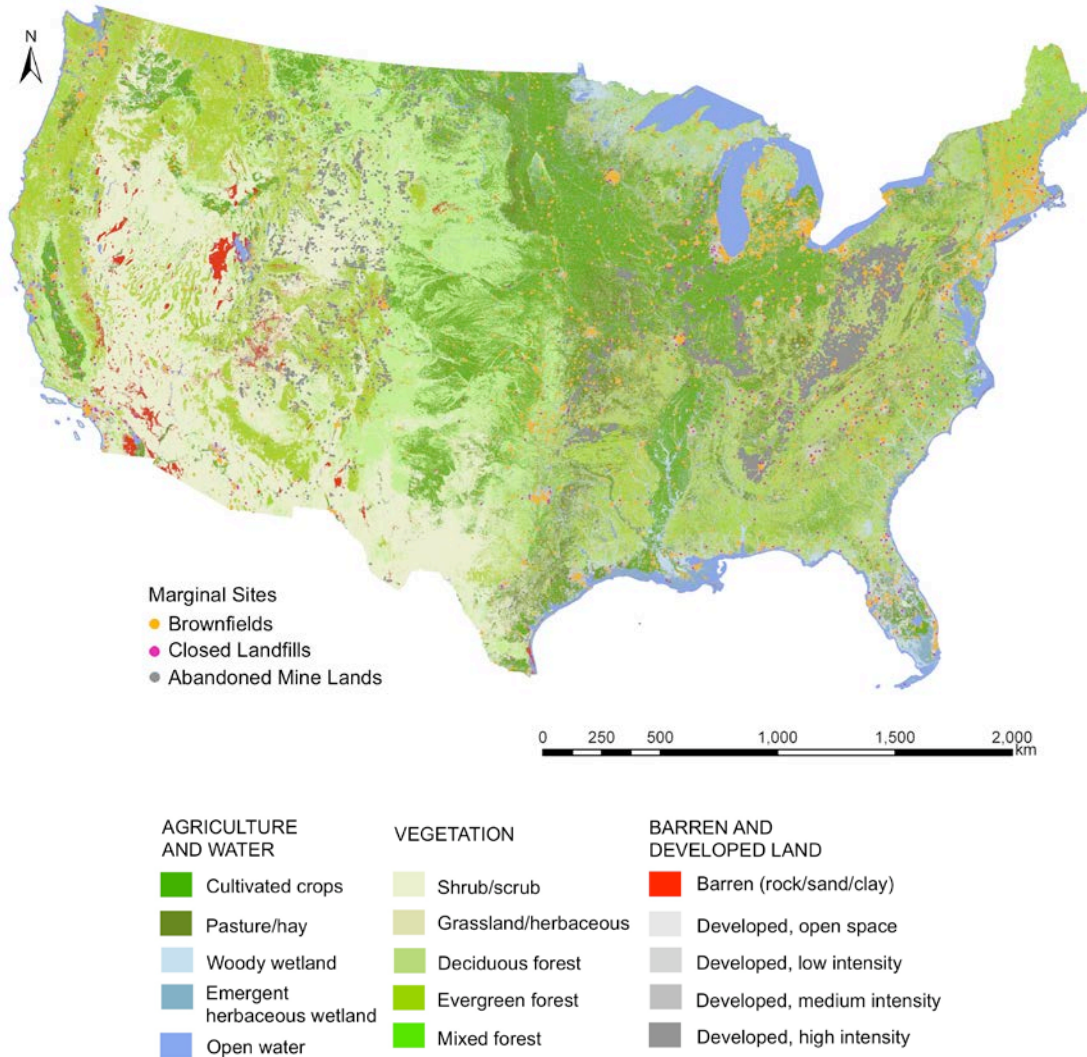 N
Marginal Sites
Brownfields
Closed Landfills
Abandoned Mine Lands
0 250 500 1,000 1,500 2,000
km
AGRICULTURE
AND WATER
Cultivated crops
Pasture/hay
Woody wetland
Emergent
herbaceous wetland
Open water
VEGETATION
Shrub/scrub
Grassland/herbaceous
Deciduous forest
Evergreen forest
Mixed forest
BARREN AND
DEVELOPED LAND
Barren (rock/sand/clay)
Developed, open space
Developed, low intensity
Developed, medium intensity
Developed, high intensity